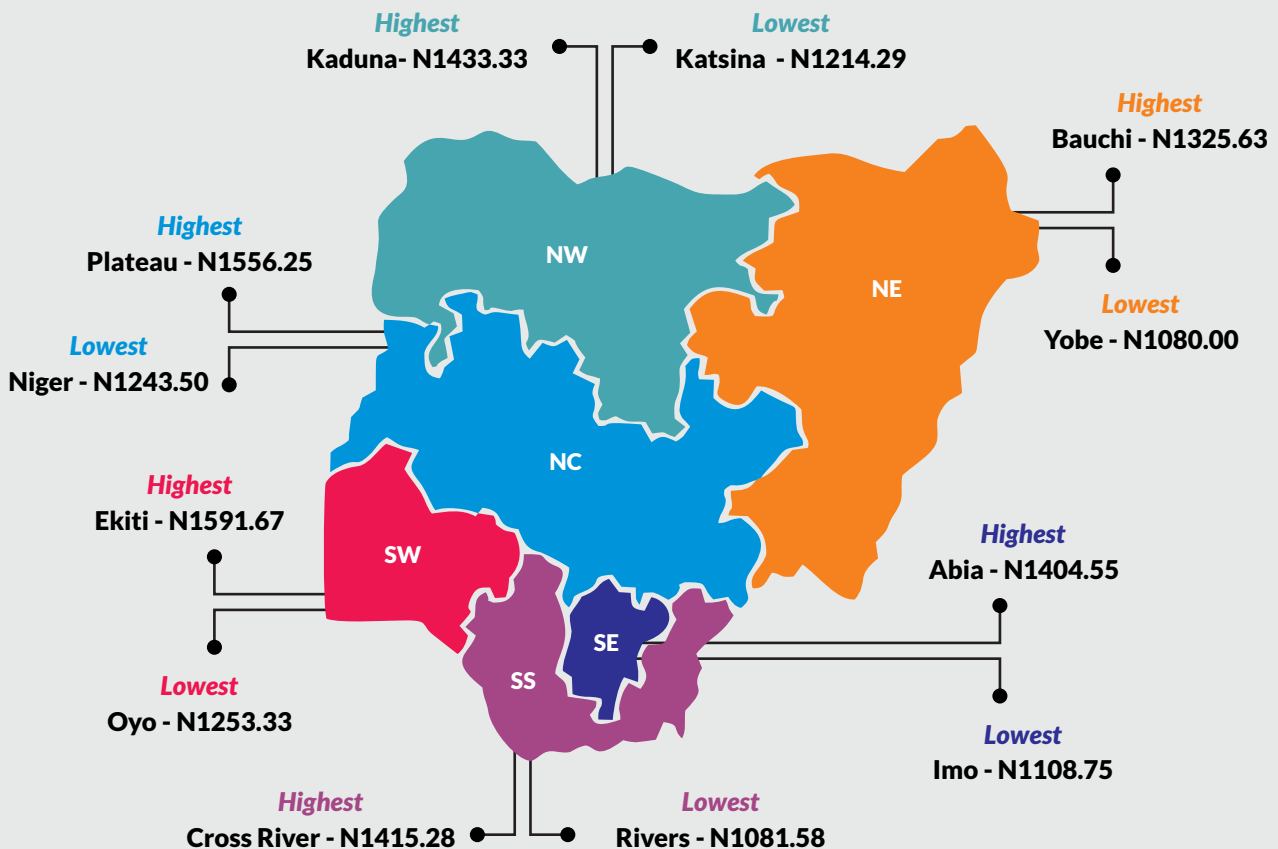 Highest
Kaduna- N1433.33
Lowest
Katsina - N1214.29
Highest
Bauchi - N1325.63
Lowest
Yobe - N1080.00
Highest
Plateau - N1556.25
Lowest
Niger - N1243.50
NW
NE
NC
SW
SE
SS
Highest
Ekiti - N1591.67
Lowest
Oyo - N1253.33
Highest
Abia - N1404.55
Lowest
Imo - N1108.75
Highest
Cross River - N1415.28
Lowest
Rivers - N1081.58